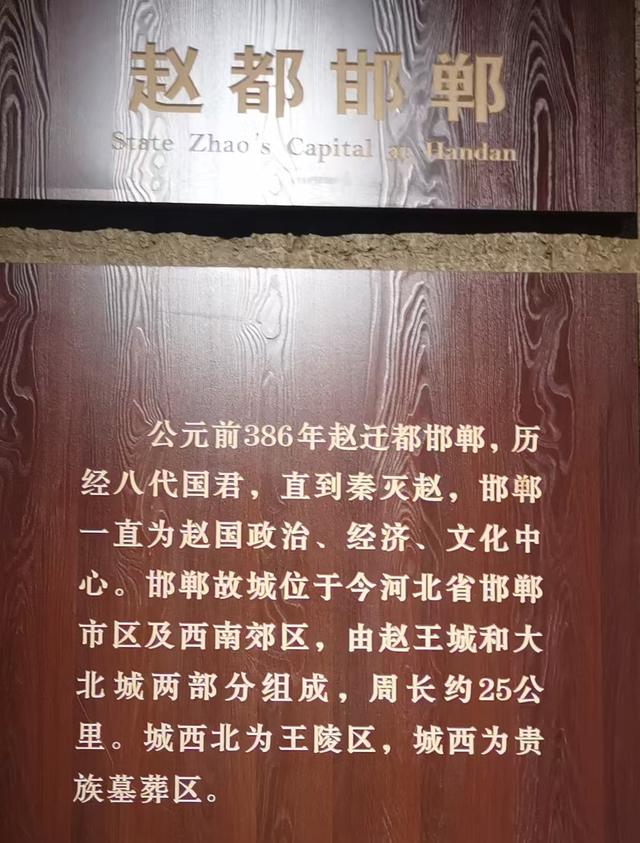 赵都邯郸
State Zhao's Capital at Handan
公元前386年赵迁都邯郸，历
经八代国君，直到秦灭赵，邯郸
一直为赵国政治、经济、文化中
心。邯郸故城位于今河北省邯郸
市区及西南郊区，由赵王城和大
北城两部分组成，周长约25公
里。城西北为王陵区，城西为贵
族墓葬区。